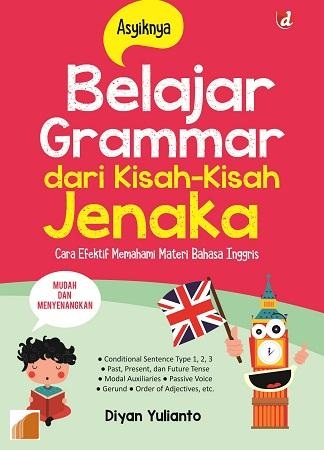 Asyiknya
d
Belajar
Grammar
dari Kisah-Kisah
Jenaka
Cara Efektif Memahami Materi Bahasa Inggris
MUDAH
DAN
MENYENANGKAN
• Conditional Sentence Type 1, 2, 3
• Past, Present, dan Future Tense
• Modal Auxiliaries • Passive Voice
• Gerund • Order of Adjectives, etc.
i
Diyan Yulianto